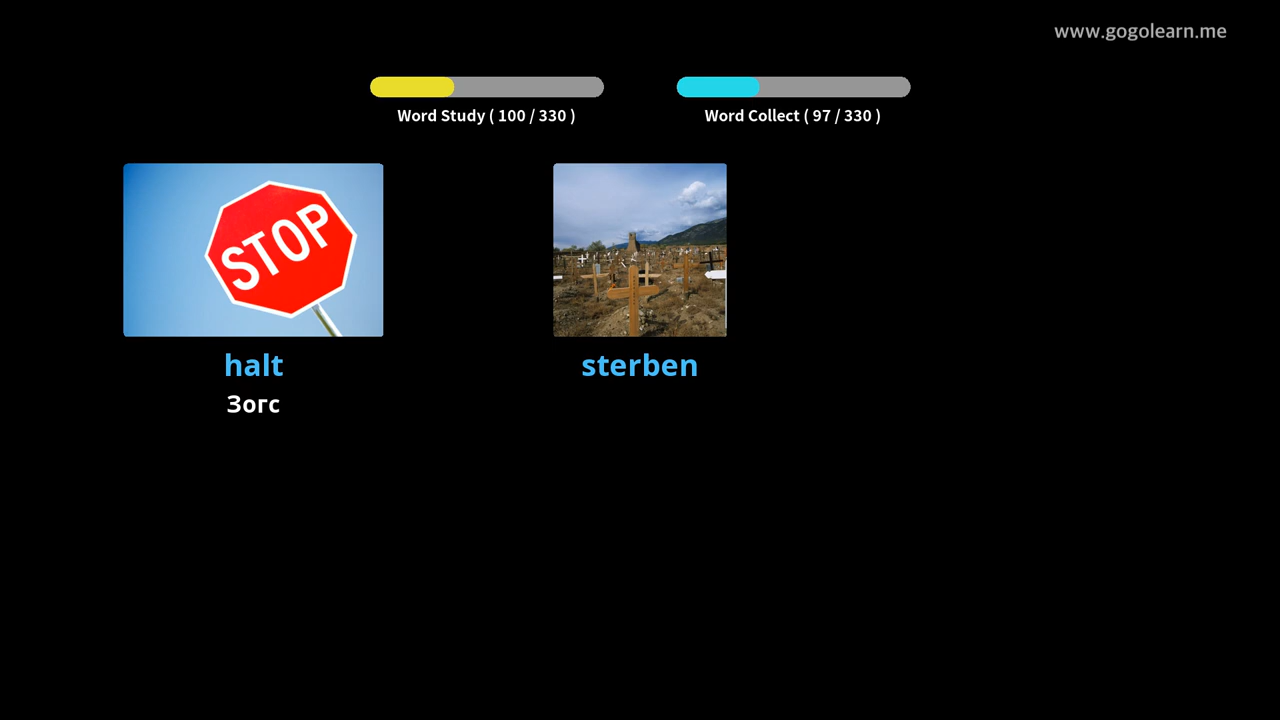 www.gogolearn.me
Word Study ( 100 / 330 )
Word Collect ( 97 / 330 )
STOP
halt
Зогс
sterben